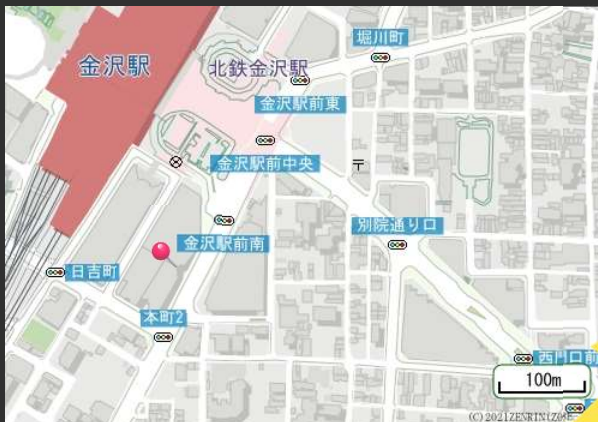 堀川町
金沢駅
北鉄金沢駅
金沢駅前東
金沢駅前中央
〒
別院通り口
金沢駅前南
日吉町
本町2
西門口前
100m
(C) 2021ZENRIN